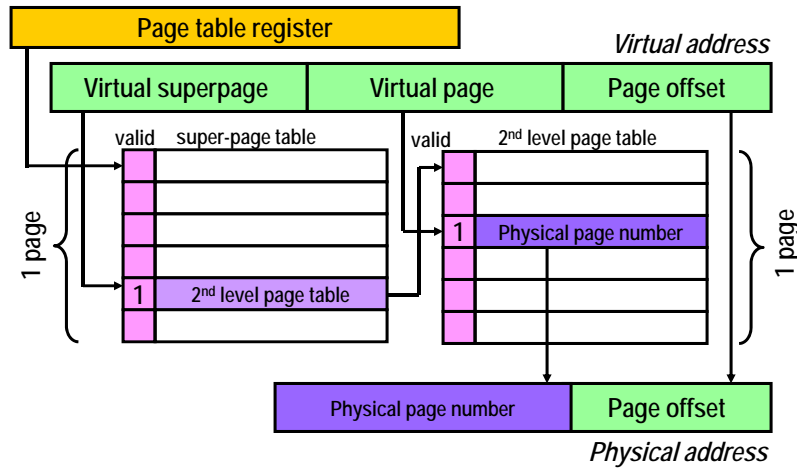 Page table register
Virtual address
Virtual superpage
Virtual page
Page offset
valid
super-page table
valid
2nd level page table
1 page
1
2nd level page table
1
Physical page number
1 page
Physical page number
Page offset
Physical address